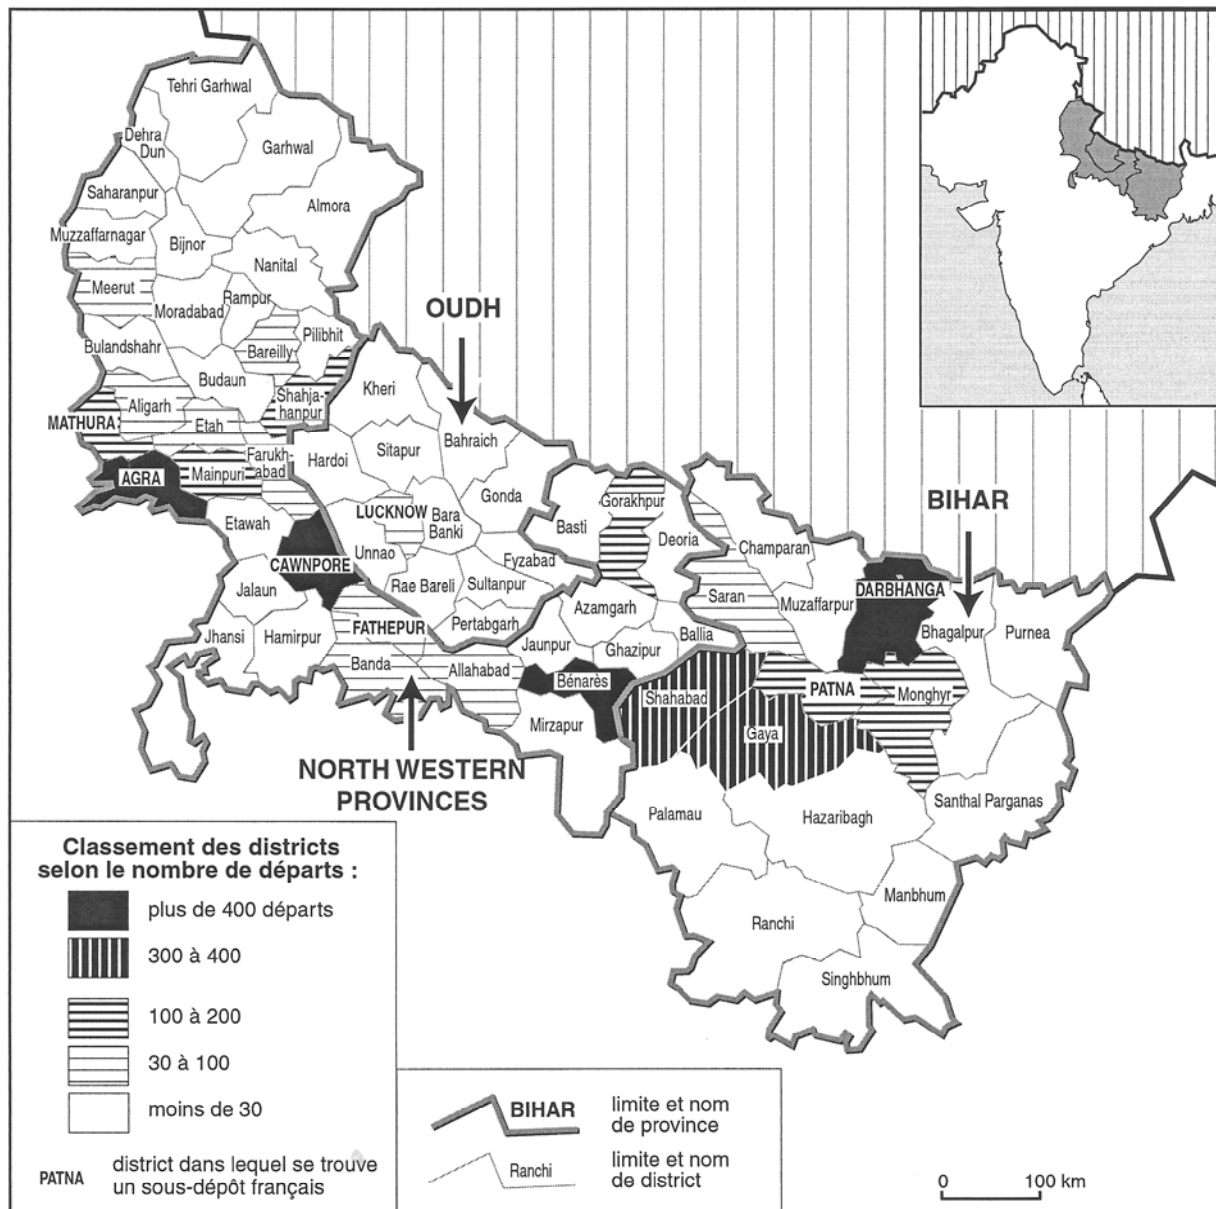 Tehri Garhwal
Dehra
Dun
Garhwal
Saharanpur
Almora
Muzzaffarnagar
Bijnor
Nanital
Meerut
Rampur
Moradabad
OUDH
Pilibhit
Bulandshahr
Bareilly
Budaun
Kheri
Shahja-
hanpur
Aligarh
MATHURA
Etah
Bahraich
Sitapur
Farukh-
abad
Hardoi
Mainpuri
AGRA
Gonda
Gorakhpur
BIHAR
LUCKNOW
Bara
Banki
Etawah
Basti
Deoria
Champaran
Unnao
Fyzabad
CAWNPORE
Rae Bareli
Sultanpur
DARBHANGA
Jalaun
Saran
Muzaffarpur
Azamgarh
Pertabgarh
FATHEPUR
Jhansi
Hamirpur
Ballia
Bhagalpur
Purnea
Jaunpur
Ghazipur
Banda
Allahabad
Bénarès
PATNA
Shahabad
Monghyr
Mirzapur
Gaya
NORTH WESTERN
PROVINCES
Santhal Parganas
Palamau
Hazaribagh
Manbhum
Ranchi
Singhbhum
Classement des districts
selon le nombre de départs :
plus de 400 départs
300 à 400
100 à 200
30 à 100
moins de 30
PATNA
district dans lequel se trouve
un sous-dépôt français
BIHAR
limite et nom
de province
Ranchi
limite et nom
de district
0 100 km